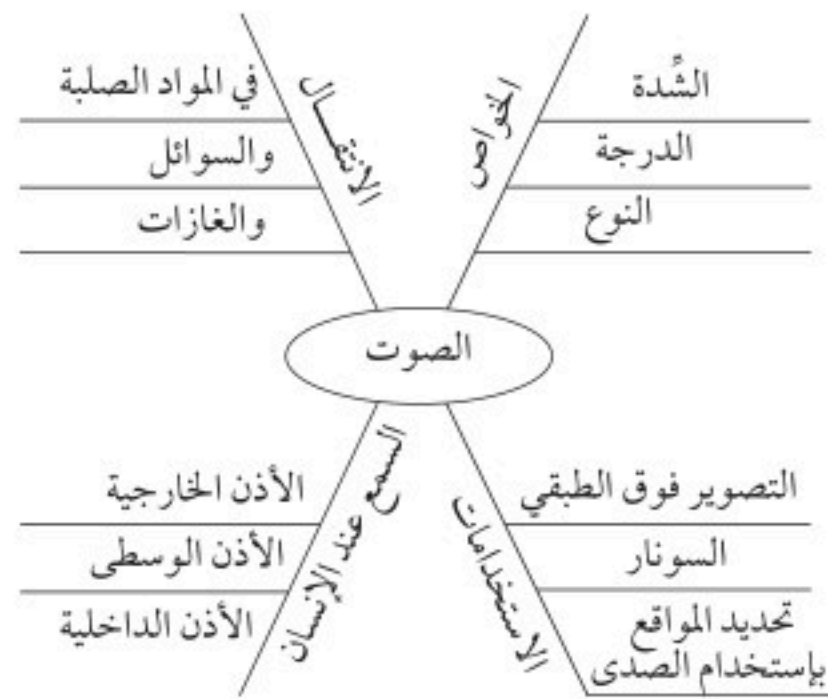 الخواص
الشِّدة
الدرجة
النوع
الانتقال
في المواد الصلبة
والسوائل
والغازات
الصوت
الاستخدامات
التصوير فوق الطبقي
السونار
تحديد المواقع
بإستخدام الصدى
السمع عند الإنسان
الأذن الخارجية
الأذن الوسطى
الأذن الداخلية